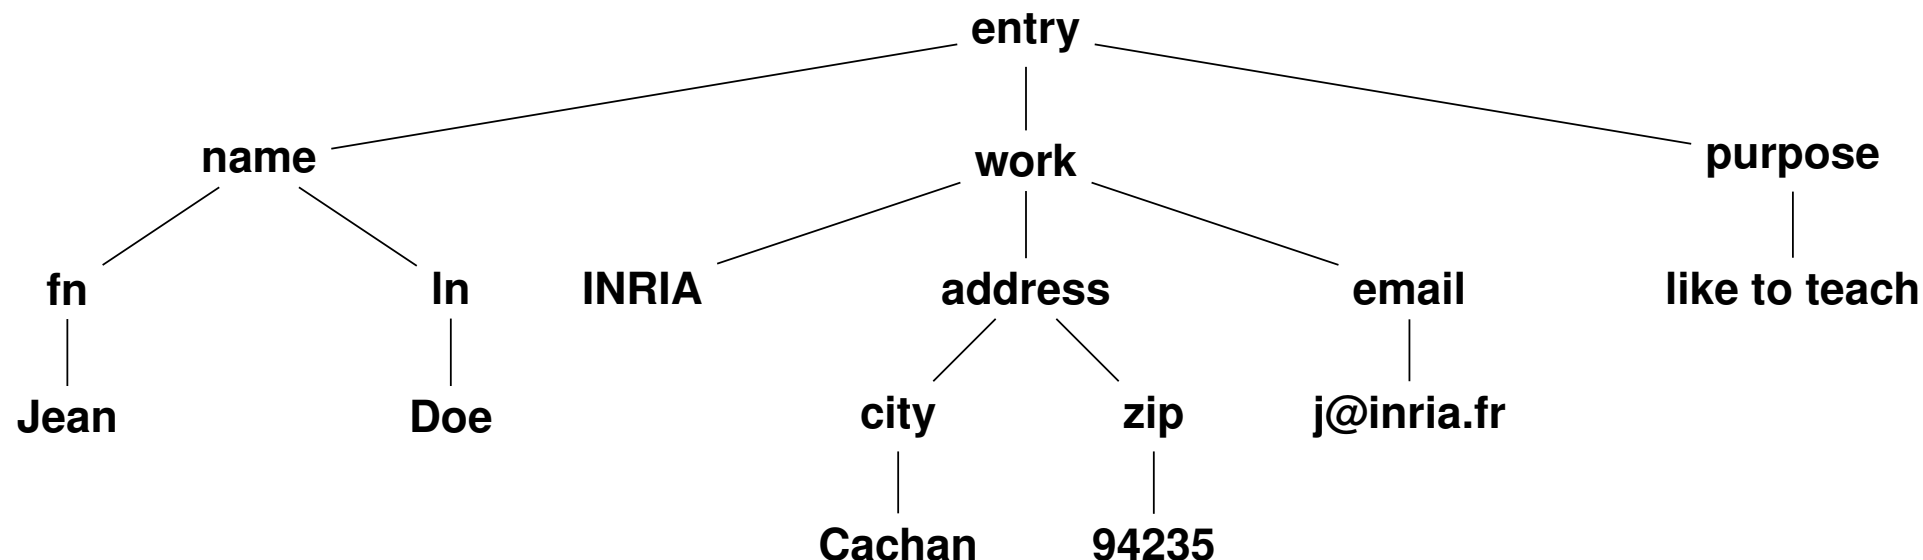 entry
name work purpose
fn ln INRIA address email like to teach
Jean Doe city zip j@inria.fr
Cachan 94235